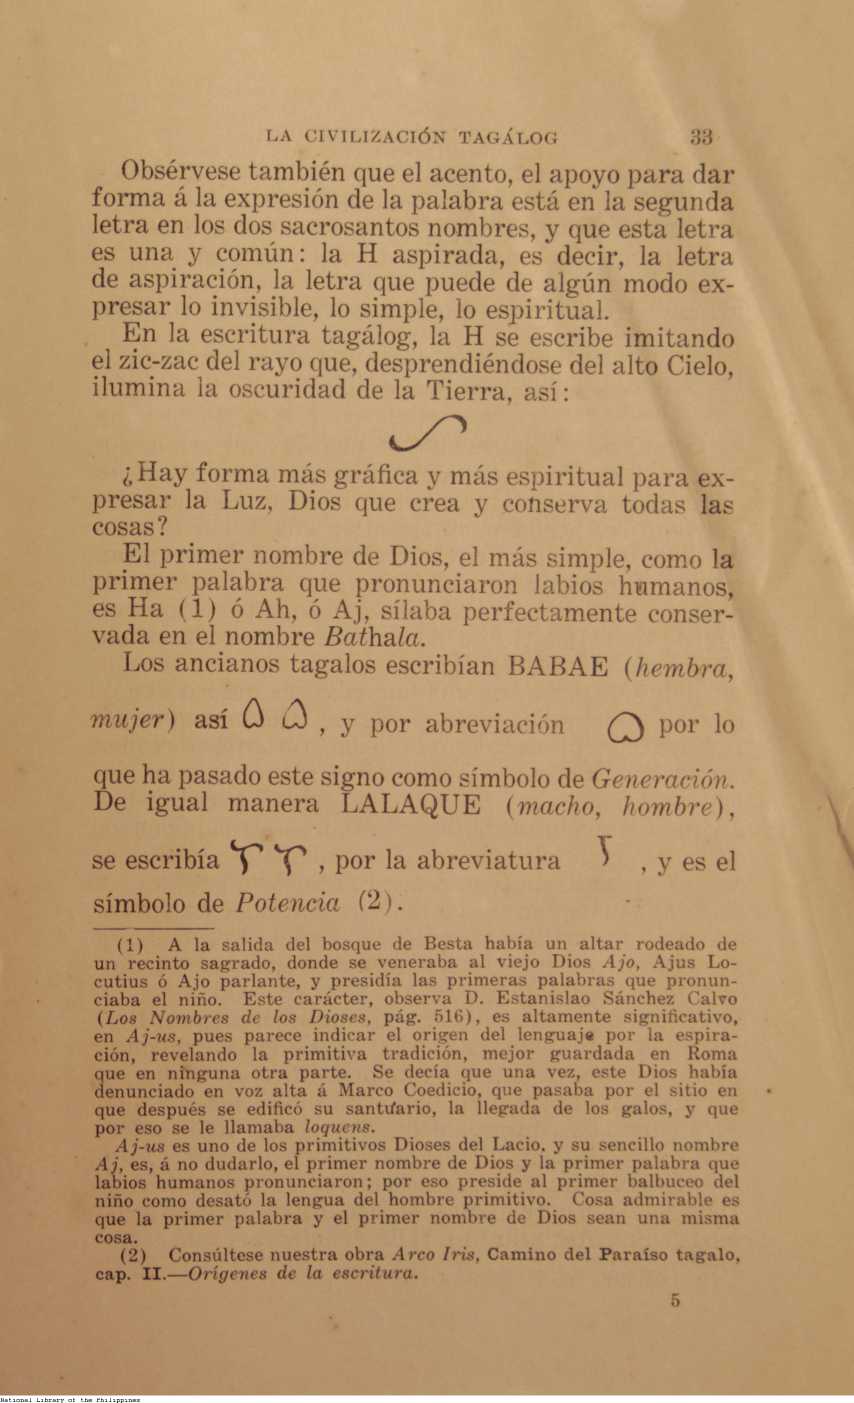 LA CIVILIZACIÓN TAGÁLOG 33
Obsérvese también que el acento, el apoyo para dar
forma á la expresión de la palabra está en la segunda
letra en los dos sacrosantos nombres, y que esta letra
es una y común: la H aspirada, es decir, la letra
de aspiración, la letra que puede de algún modo ex-
presar lo invisible, lo simple, lo espiritual.
En la escritura tagálog, la H se escribe imitando
el zic-zac del rayo que, desprendiéndose del alto Cielo,
ilumina la oscuridad de la Tierra, así:
ᜑ
¿Hay forma más gráfica y más espiritual para ex-
presar la Luz, Dios que crea y conserva todas las
cosas?
El primer nombre de Dios, el más simple, como la
primer palabra que pronunciaron labios humanos,
es Ha (1) ó Ah, ó Aj, sílaba perfectamente conser-
vada en el nombre Bathala.
Los ancianos tagalos escribían BABAE (hembra,
mujer) así ᜊ ᜊ , y por abreviación ᜊ por lo
que ha pasado este signo como símbolo de Generación.
De igual manera LALAQUE (macho, hombre),
se escribía ᜎ ᜎ , por la abreviatura , y es el
símbolo de Potencia (2).
(1) A la salida del bosque de Besta había un altar rodeado de
un recinto sagrado, donde se veneraba al viejo Dios Ajo, Ajus Lo-
cutius ó Ajo parlante, y presidía las primeras palabras que pronun-
ciaba el niño. Este carácter, observa D. Estanislao Sánchez Calvo
(Los Nombres de los Dioses, pág. 516), es altamente significativo,
en Aj-us, pues parece indicar el origen del lenguaje por la espira-
ción, revelando la primitiva tradición, mejor guardada en Roma
que en ninguna otra parte. Se decía que una vez, este Dios había
denunciado en voz alta á Marco Coedicio, que pasaba por el sitio en
que después se edificó su santuario, la llegada de los galos, y que
por eso se le llamaba loquens.
Aj-us es uno de los primitivos Dioses del Lacio, y su sencillo nombre
Aj, es, á no dudarlo, el primer nombre de Dios y la primer palabra que
labios humanos pronunciaron; por eso preside al primer balbuceo del
niño como desató la lengua del hombre primitivo. Cosa admirable es
que la primer palabra y el primer nombre de Dios sean una misma
cosa.
(2) Consúltese nuestra obra Arco Iris, Camino del Paraíso tagalo,
cap. II.—Orígenes de la escritura.
5
National Library of the Philippines